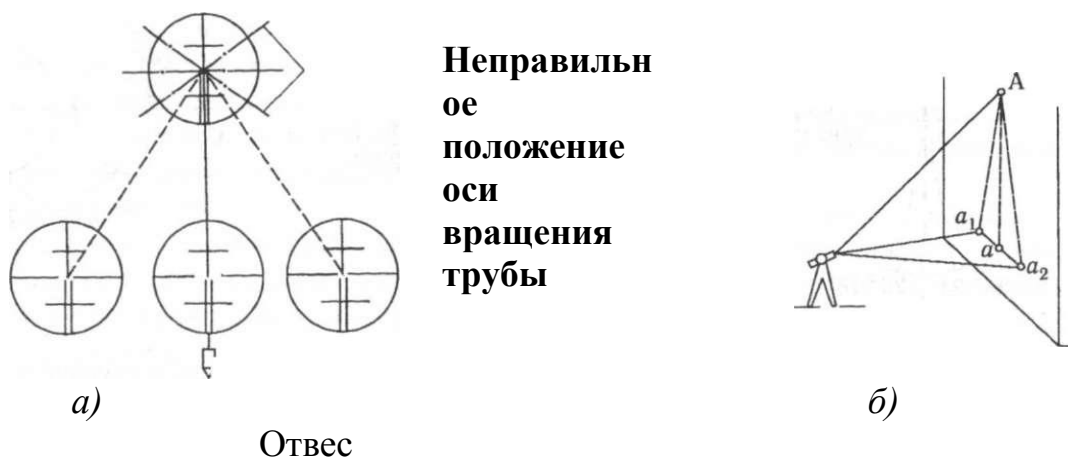 Неправильн
ое
положение
оси
вращения
трубы
A
a₁
a
a₂
а)
б)
Отвес